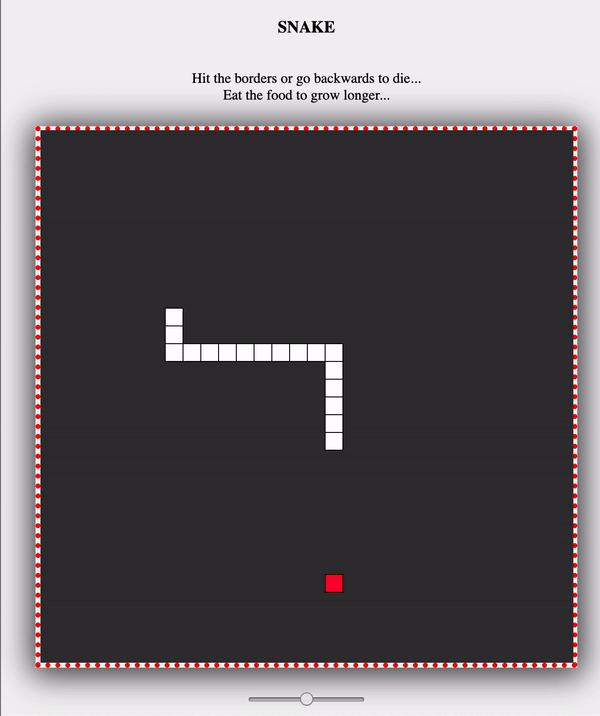 SNAKE
Hit the borders or go backwards to die...
Eat the food to grow longer...